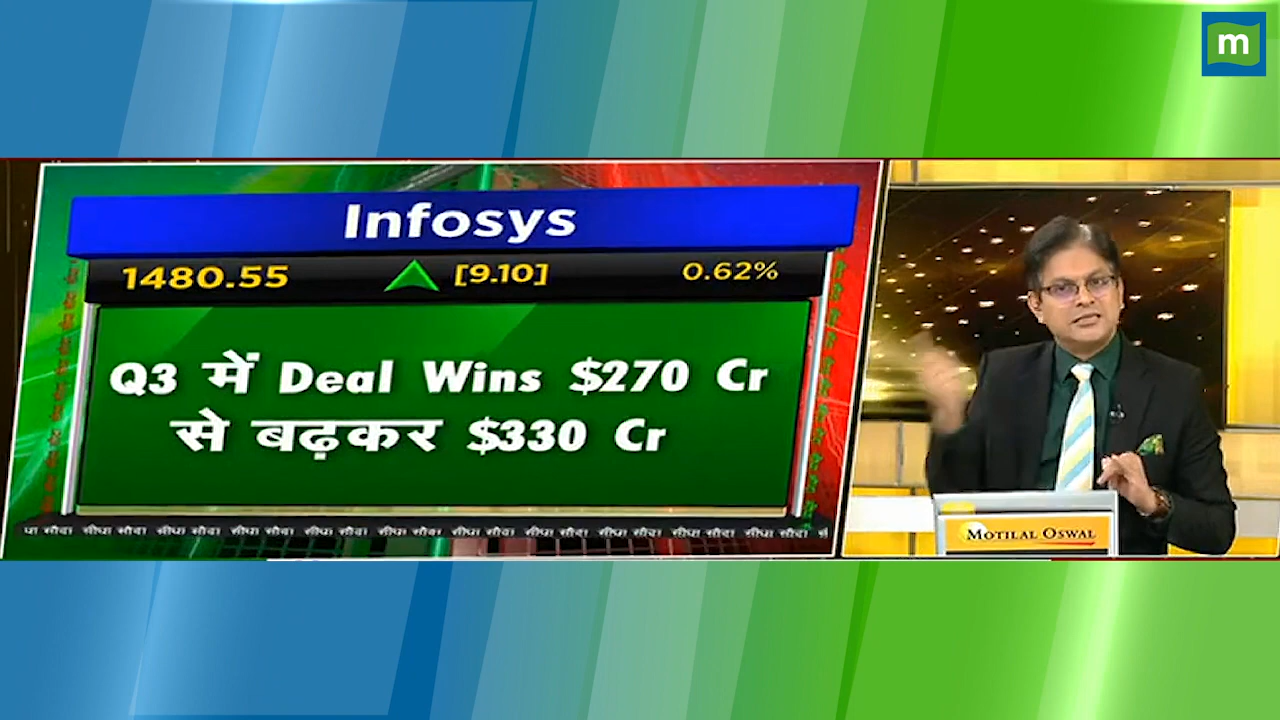 m
Infosys
1480.55 [9.10] 0.62%
Q3 में Deal Wins $270 Cr
से बढ़कर $330 Cr
सौदा सीधा सौदा सीधा सौदा सीधा सौदा सीधा सौदा सीधा सौदा सीधा सौदा सीधा सौदा सीधा सौदा सीधा सौदा सीधा सौदा
MOTILAL OSWAL